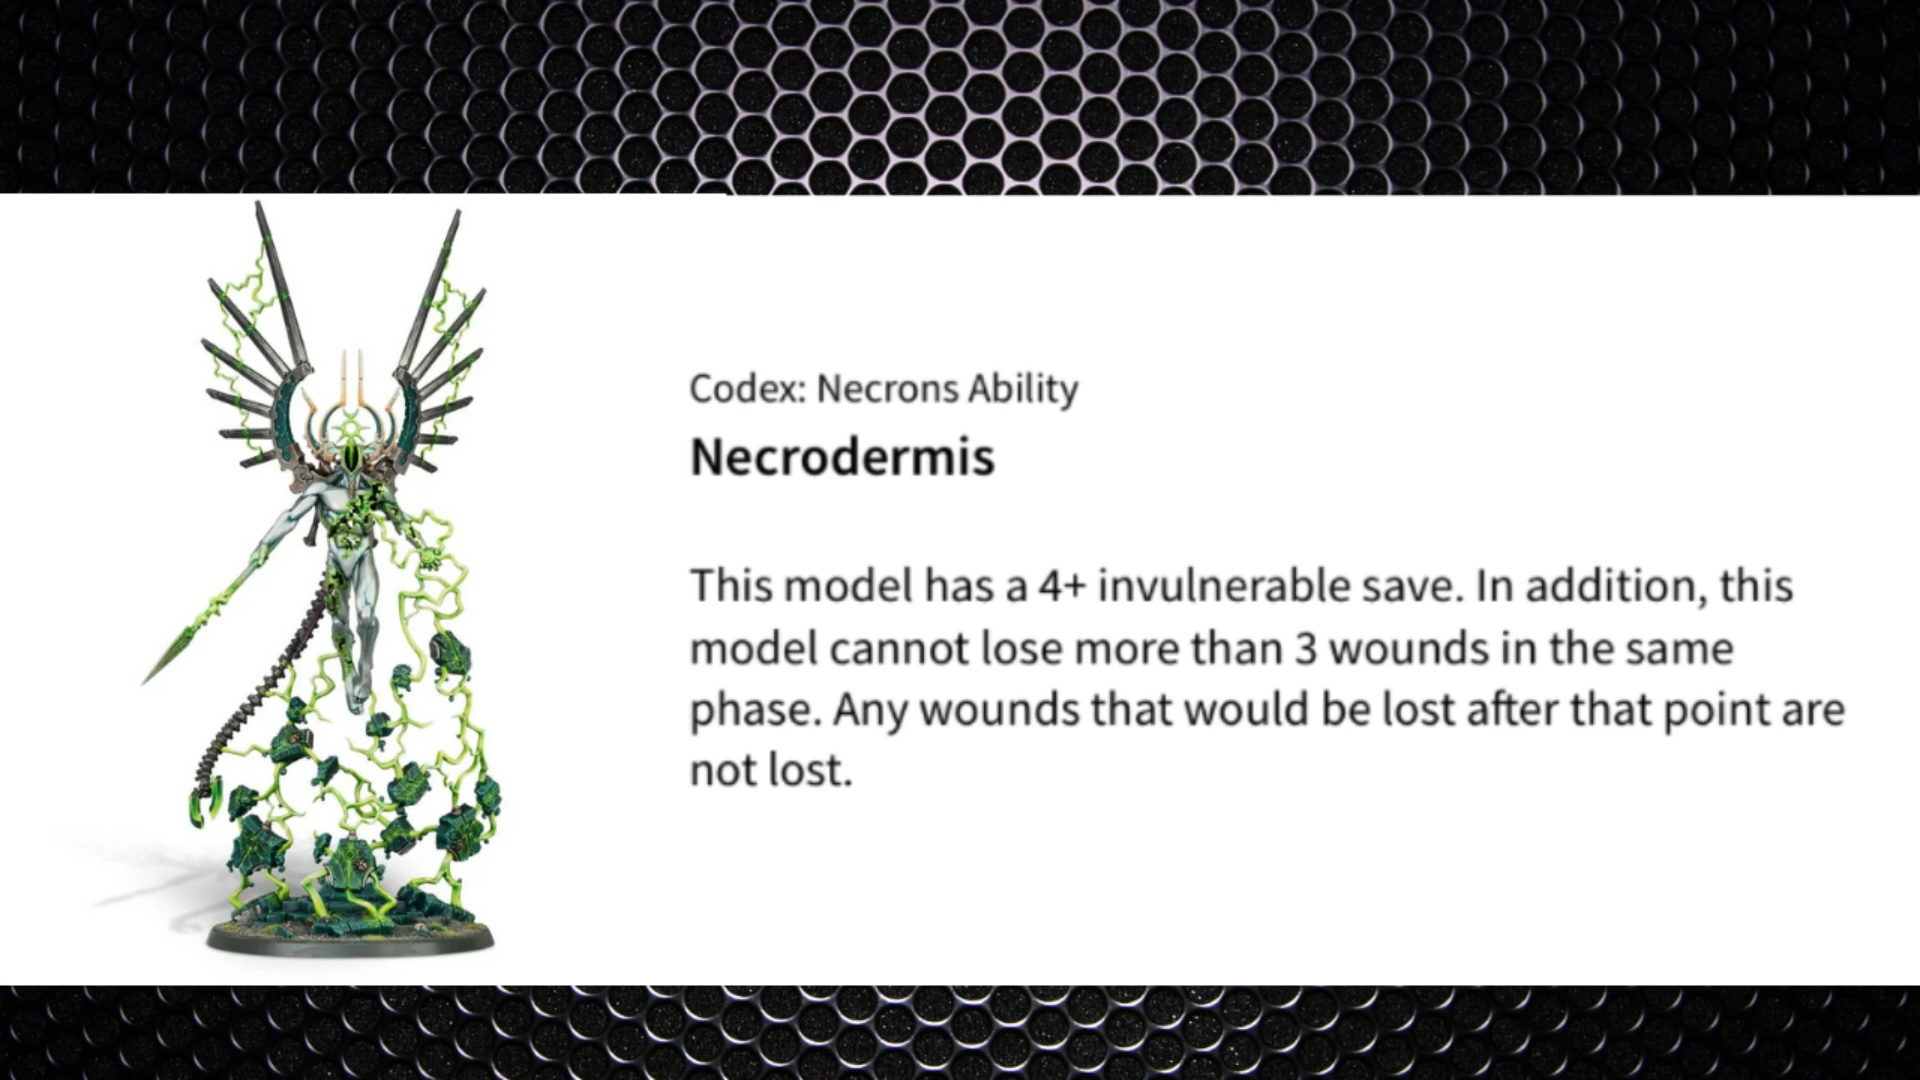 Codex: Necrons Ability
Necrodermis
This model has a 4+ invulnerable save. In addition, this
model cannot lose more than 3 wounds in the same
phase. Any wounds that would be lost after that point are
not lost.